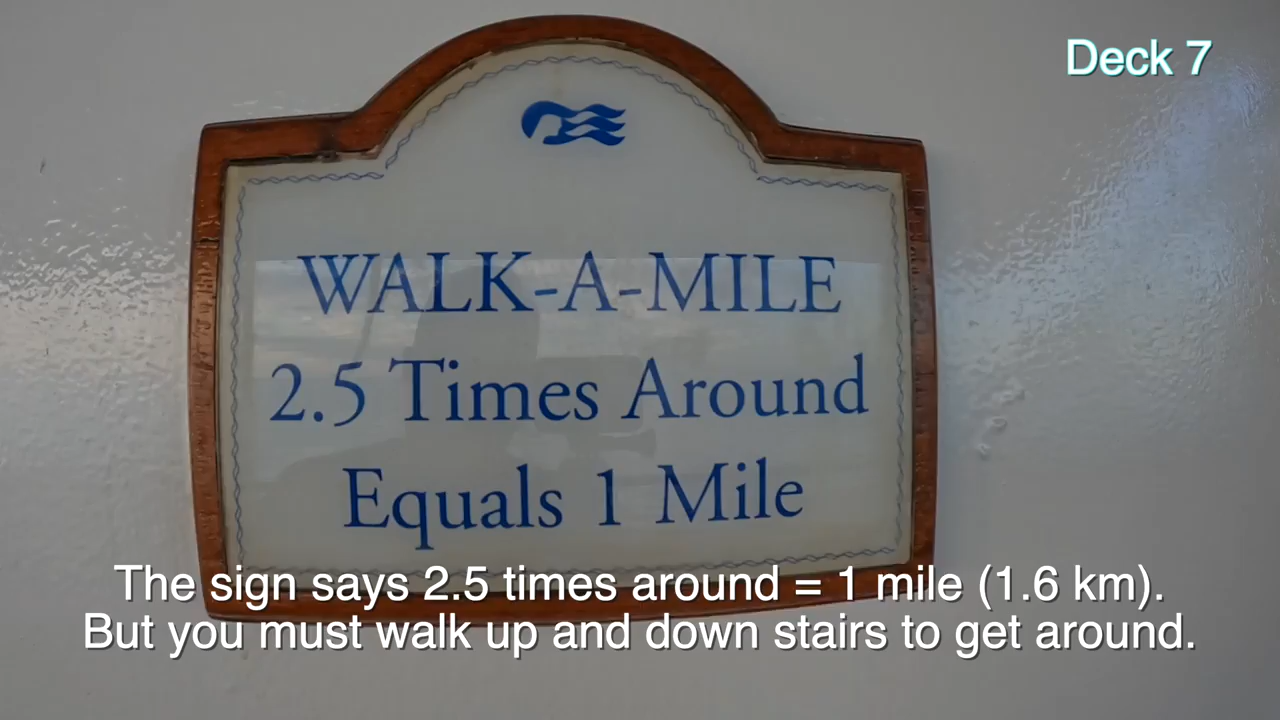 Deck 7
WALK-A-MILE
2.5 Times Around
Equals 1 Mile
The sign says 2.5 times around = 1 mile (1.6 km).
But you must walk up and down stairs to get around.